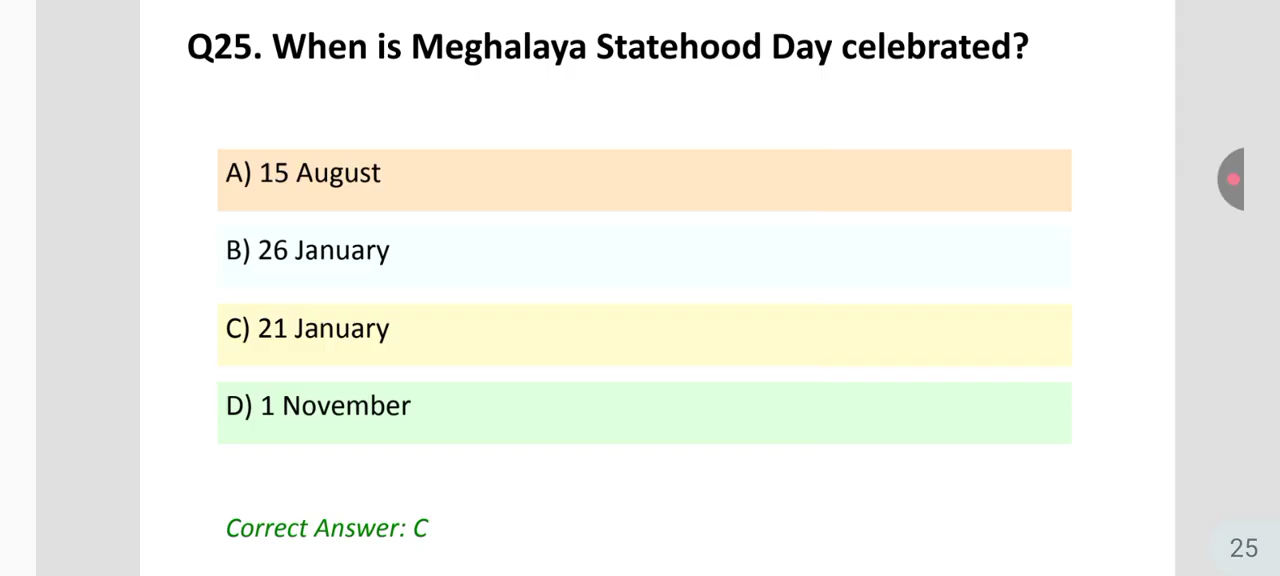 Q25. When is Meghalaya Statehood Day celebrated?
A) 15 August
B) 26 January
C) 21 January
D) 1 November
Correct Answer: C
25